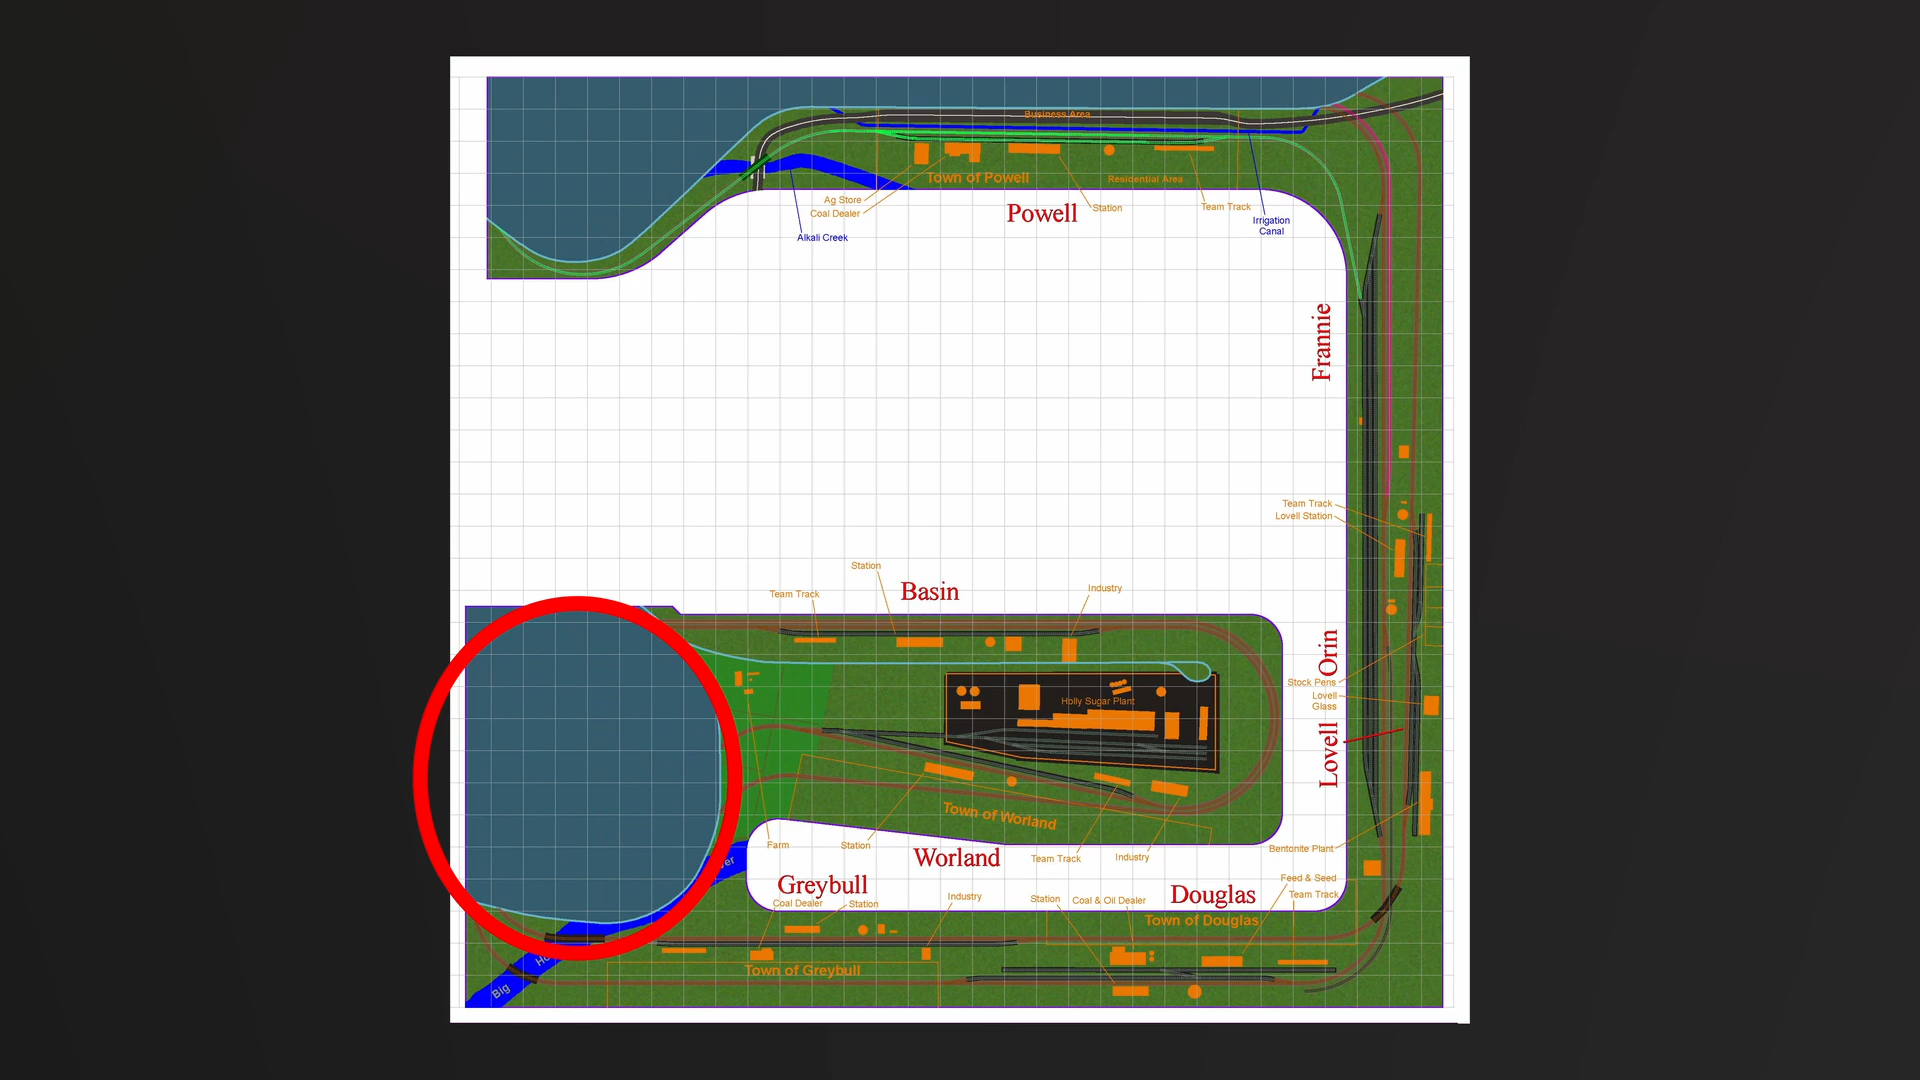 Business Area
Town of Powell
Residential Area
Ag Store
Coal Dealer
Powell
Station
Team Track
Irrigation
Canal
Alkali Creek
Frannie
Team Track
Lovell Station
Station
Basin
Industry
Team Track
Orin
Stock Pens
Lovell
Glass
Holly Sugar Plant
Lovell
Town of Worland
Farm
Station
Worland
Team Track
Industry
Bentonite Plant
Greybull
Douglas
Feed & Seed
Team Track
Coal Dealer
Station
Industry
Station
Coal & Oil Dealer
Town of Douglas
Town of Greybull
Big